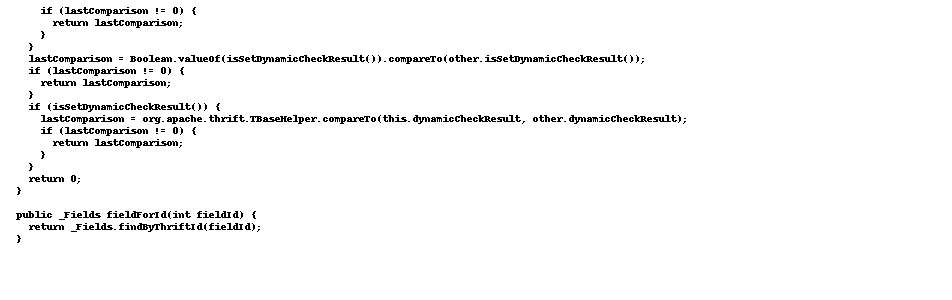 if (lastComparison != 0) {
        return lastComparison;
      }
    }
    lastComparison = Boolean.valueOf(isSetDynamicCheckResult()).compareTo(other.isSetDynamicCheckResult());
    if (lastComparison != 0) {
      return lastComparison;
    }
    if (isSetDynamicCheckResult()) {
      lastComparison = org.apache.thrift.TBaseHelper.compareTo(this.dynamicCheckResult, other.dynamicCheckResult);
      if (lastComparison != 0) {
        return lastComparison;
      }
    }
    return 0;
  }

  public _Fields fieldForId(int fieldId) {
    return _Fields.findByThriftId(fieldId);
  }